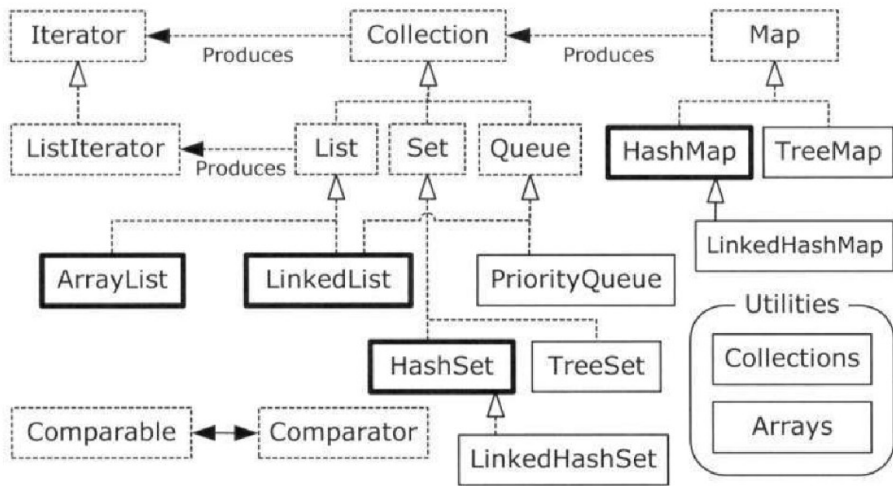 Iterator
Collection
Map
Produces
Produces
ListIterator
List
Set
Queue
HashMap
TreeMap
Produces
LinkedHashMap
ArrayList
LinkedList
PriorityQueue
Utilities
Collections
HashSet
TreeSet
Comparable
Comparator
Arrays
LinkedHashSet